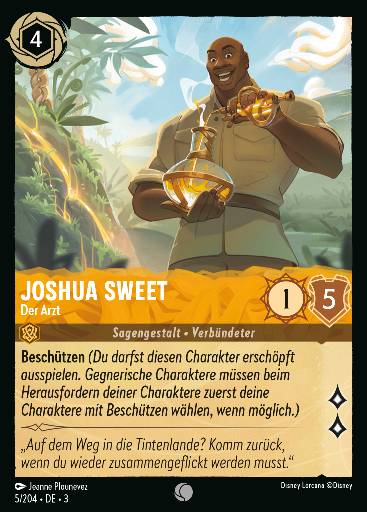 4
JOSHUA SWEET
Der Arzt
1
5
Sagengestalt • Verbündeter
Beschützen (Du darfst diesen Charakter erschöpft
ausspielen. Gegnerische Charaktere müssen beim
Herausfordern deiner Charaktere zuerst deine
Charaktere mit Beschützen wählen, wenn möglich.)
„Auf dem Weg in die Tintenlande? Komm zurück,
wenn du wieder zusammengeflickt werden musst.“
Jeanne Plounevez
5/204 • DE • 3
Disney Lorcana ©Disney